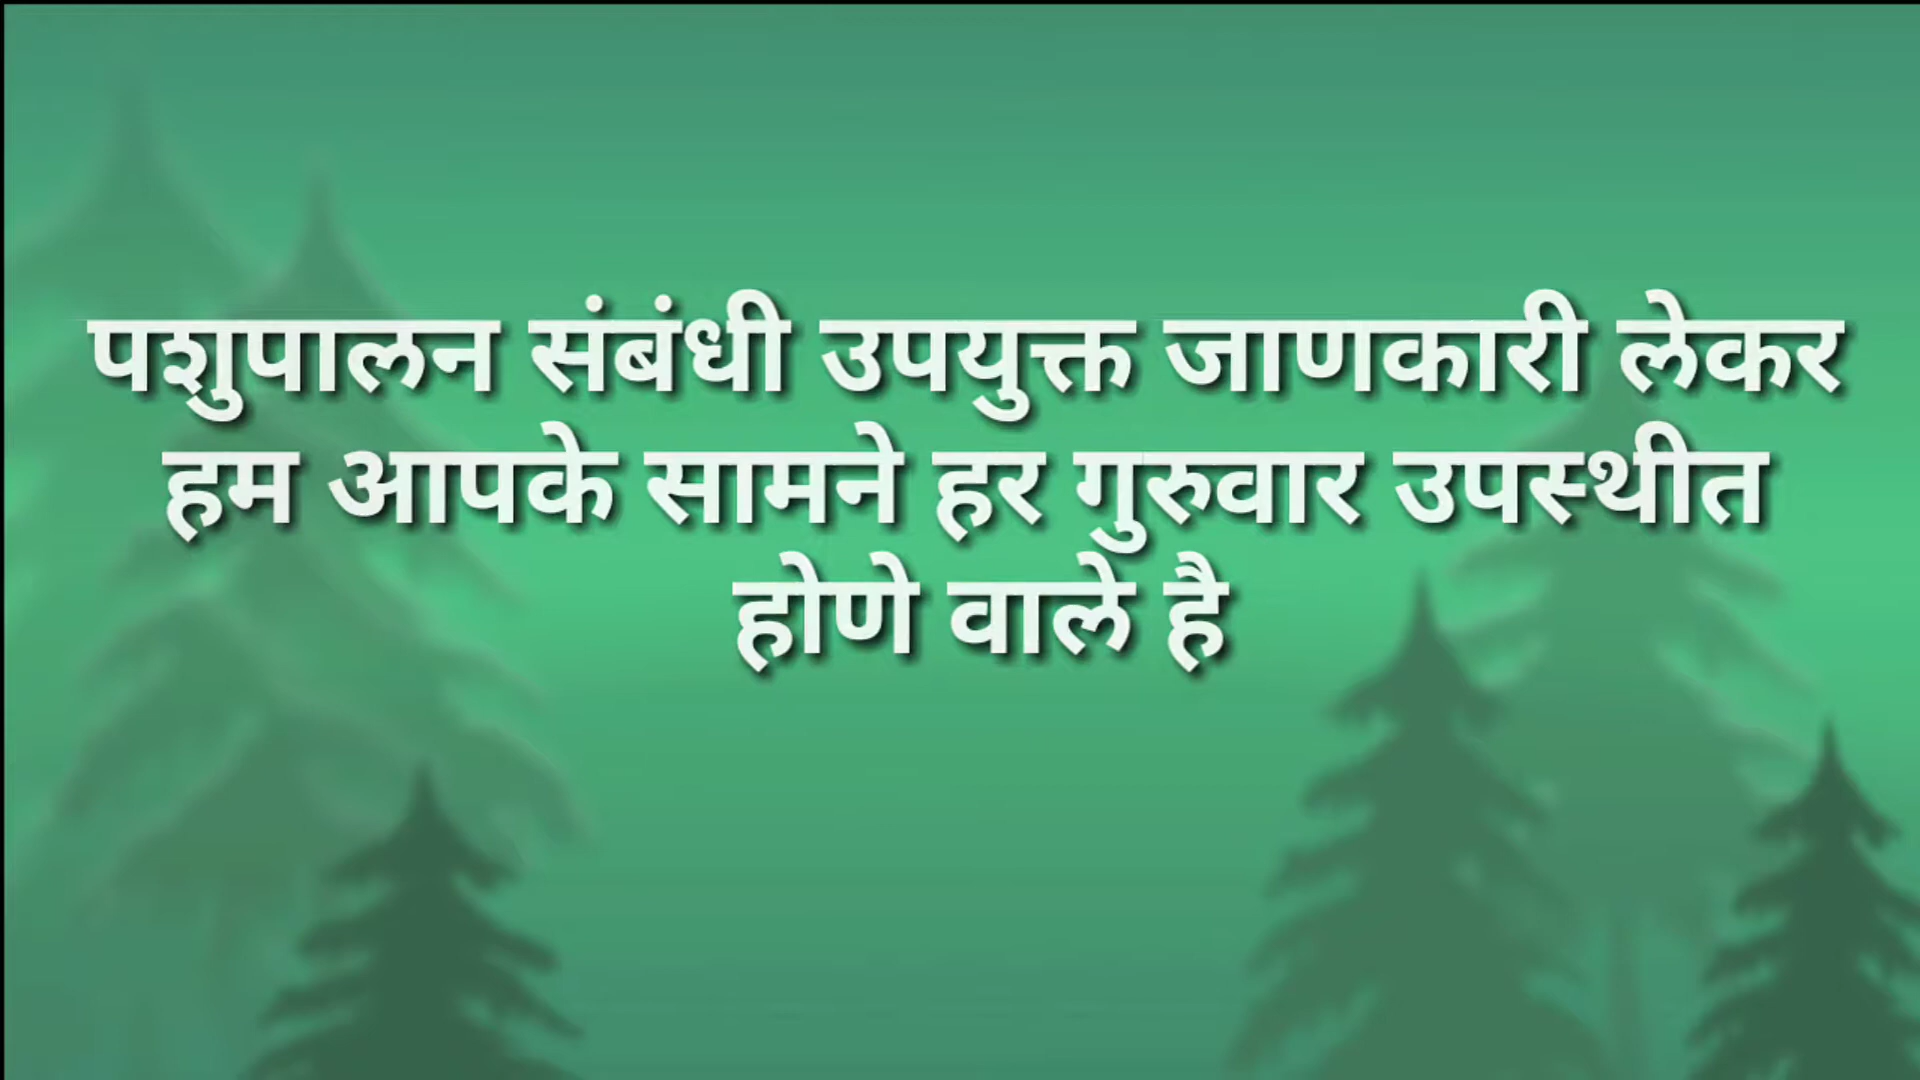 पशुपालन संबंधी उपयुक्त जाणकारी लेकर
हम आपके सामने हर गुरुवार उपस्थीत
होणे वाले है